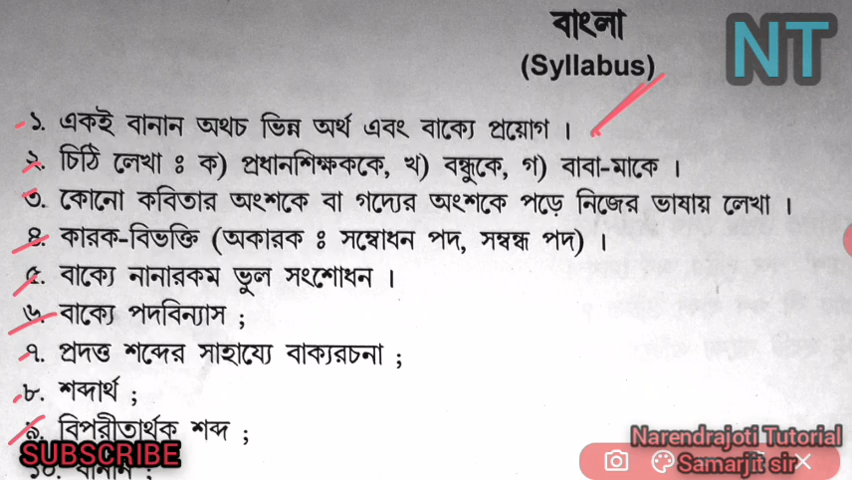 বাংলা
(Syllabus)
NT
১. একই বানান অথচ ভিন্ন অর্থ এবং বাক্যে প্রয়োগ ।
২. চিঠি লেখা ঃ ক) প্রধানশিক্ষককে, খ) বন্ধুকে, গ) বাবা-মাকে ।
৩. কোনো কবিতার অংশকে বা গদ্যের অংশকে পড়ে নিজের ভাষায় লেখা ।
৪. কারক-বিভক্তি (অকারক ঃ সম্বোধন পদ, সম্বন্ধ পদ) ।
৫. বাক্যে নানারকম ভুল সংশোধন ।
৬. বাক্যে পদবিন্যাস ;
৭. প্রদত্ত শব্দের সাহায্যে বাক্যরচনা ;
৮. শব্দার্থ ;
৯. বিপরীতার্থক শব্দ ;
১০. বানান ;
SUBSCRIBE
Narendrajoti Tutorial
Samarjit sir